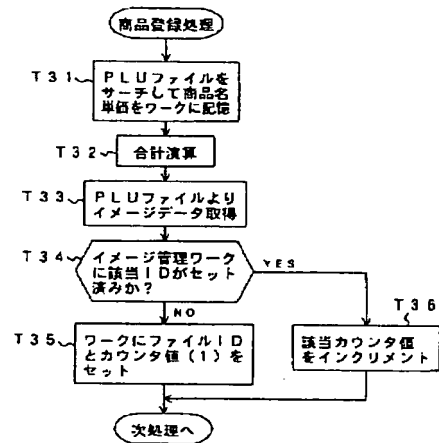 商品登録処理
T31
PLUファイルを
サーチして商品名
単価をワークに記憶
T32
合計演算
T33
PLUファイルより
イメージデータ取得
T34
イメージ管理ワーク
に該当IDがセット
済みか?
YES
NO
T35
ワークにファイルID
とカウンタ値(1)を
セット
T36
該当カウンタ値
をインクリメント
次処理へ